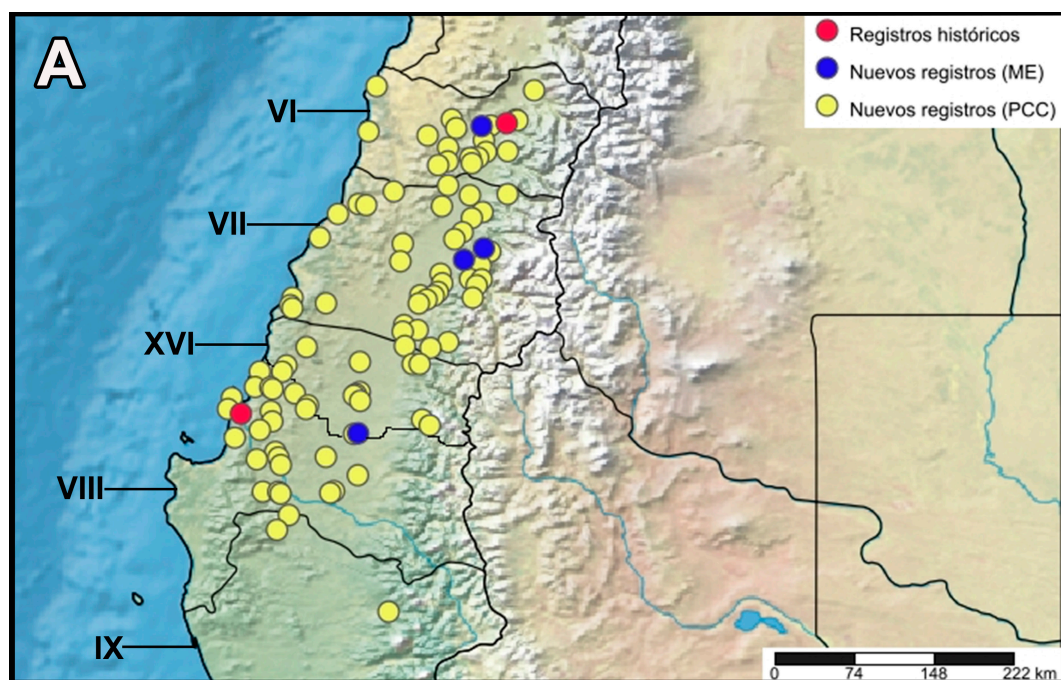 A
Registros históricos
Nuevos registros (ME)
Nuevos registros (PCC)
VI
VII
XVI
VIII
IX
0 74 148 222 km